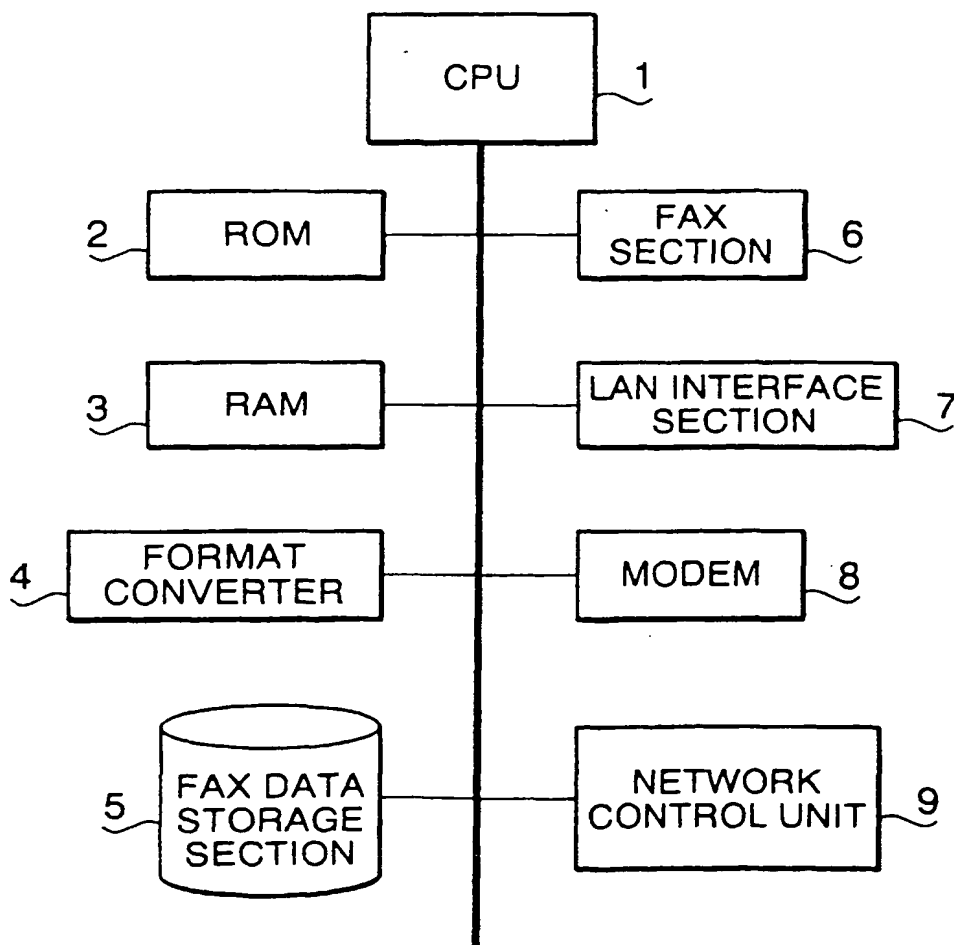 CPU
1
2
ROM
FAX
SECTION
6
3
RAM
LAN INTERFACE
SECTION
7
4
FORMAT
CONVERTER
MODEM
8
5
FAX DATA
STORAGE
SECTION
NETWORK
CONTROL UNIT
9